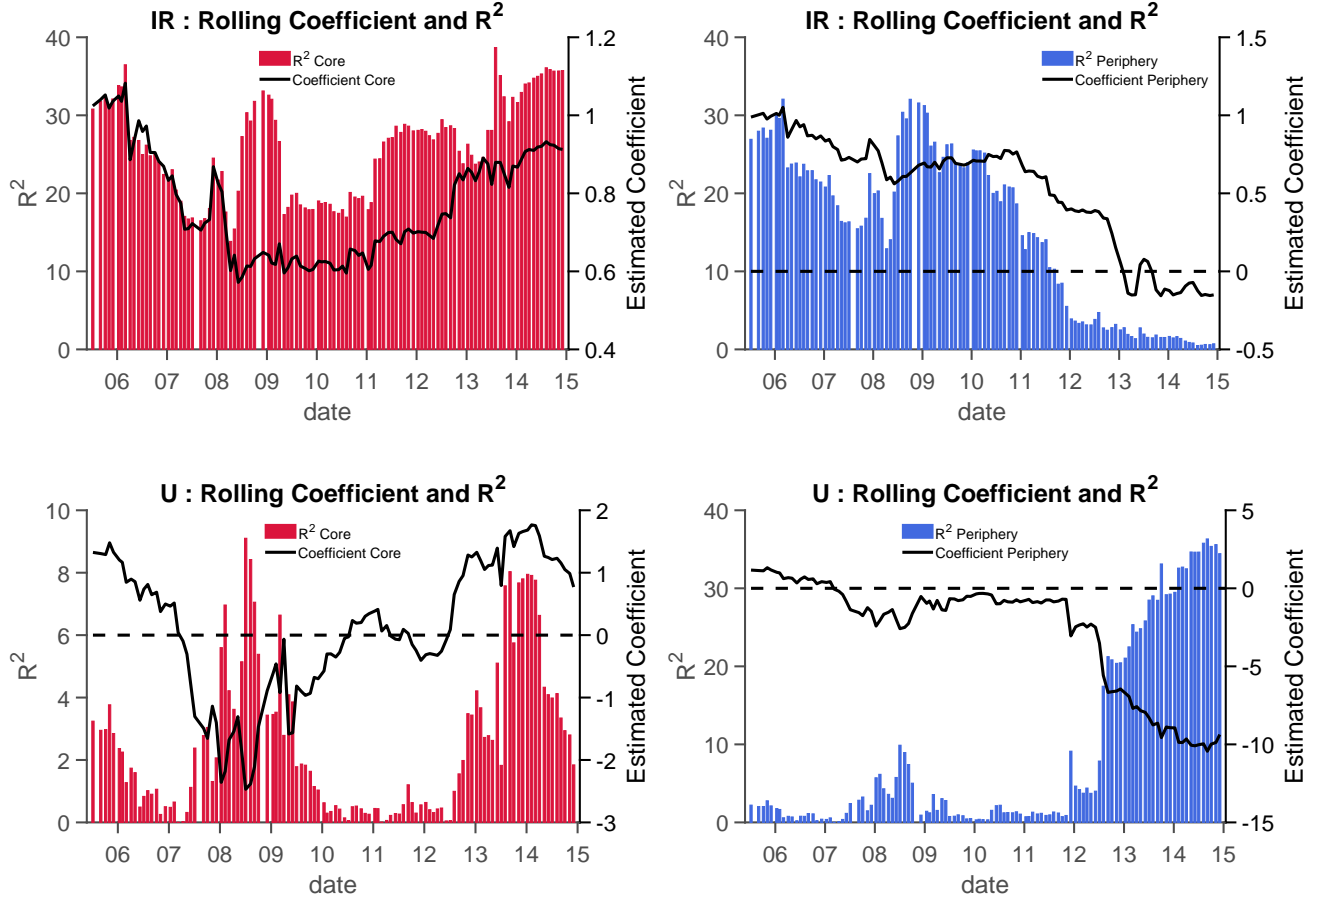 IR : Rolling Coefficient and R²
40
30
20
10
0
R²
R² Core
Coefficient Core
1.2
1
0.8
0.6
0.4
Estimated Coefficient
06 07 08 09 10 11 12 13 14 15
date
IR : Rolling Coefficient and R²
40
30
20
10
0
R²
R² Periphery
Coefficient Periphery
1.5
1
0.5
0
-0.5
Estimated Coefficient
06 07 08 09 10 11 12 13 14 15
date
U : Rolling Coefficient and R²
10
8
6
4
2
0
R²
R² Core
Coefficient Core
2
1
0
-1
-2
-3
Estimated Coefficient
06 07 08 09 10 11 12 13 14 15
date
U : Rolling Coefficient and R²
40
30
20
10
0
R²
R² Periphery
Coefficient Periphery
5
0
-5
-10
-15
Estimated Coefficient
06 07 08 09 10 11 12 13 14 15
date